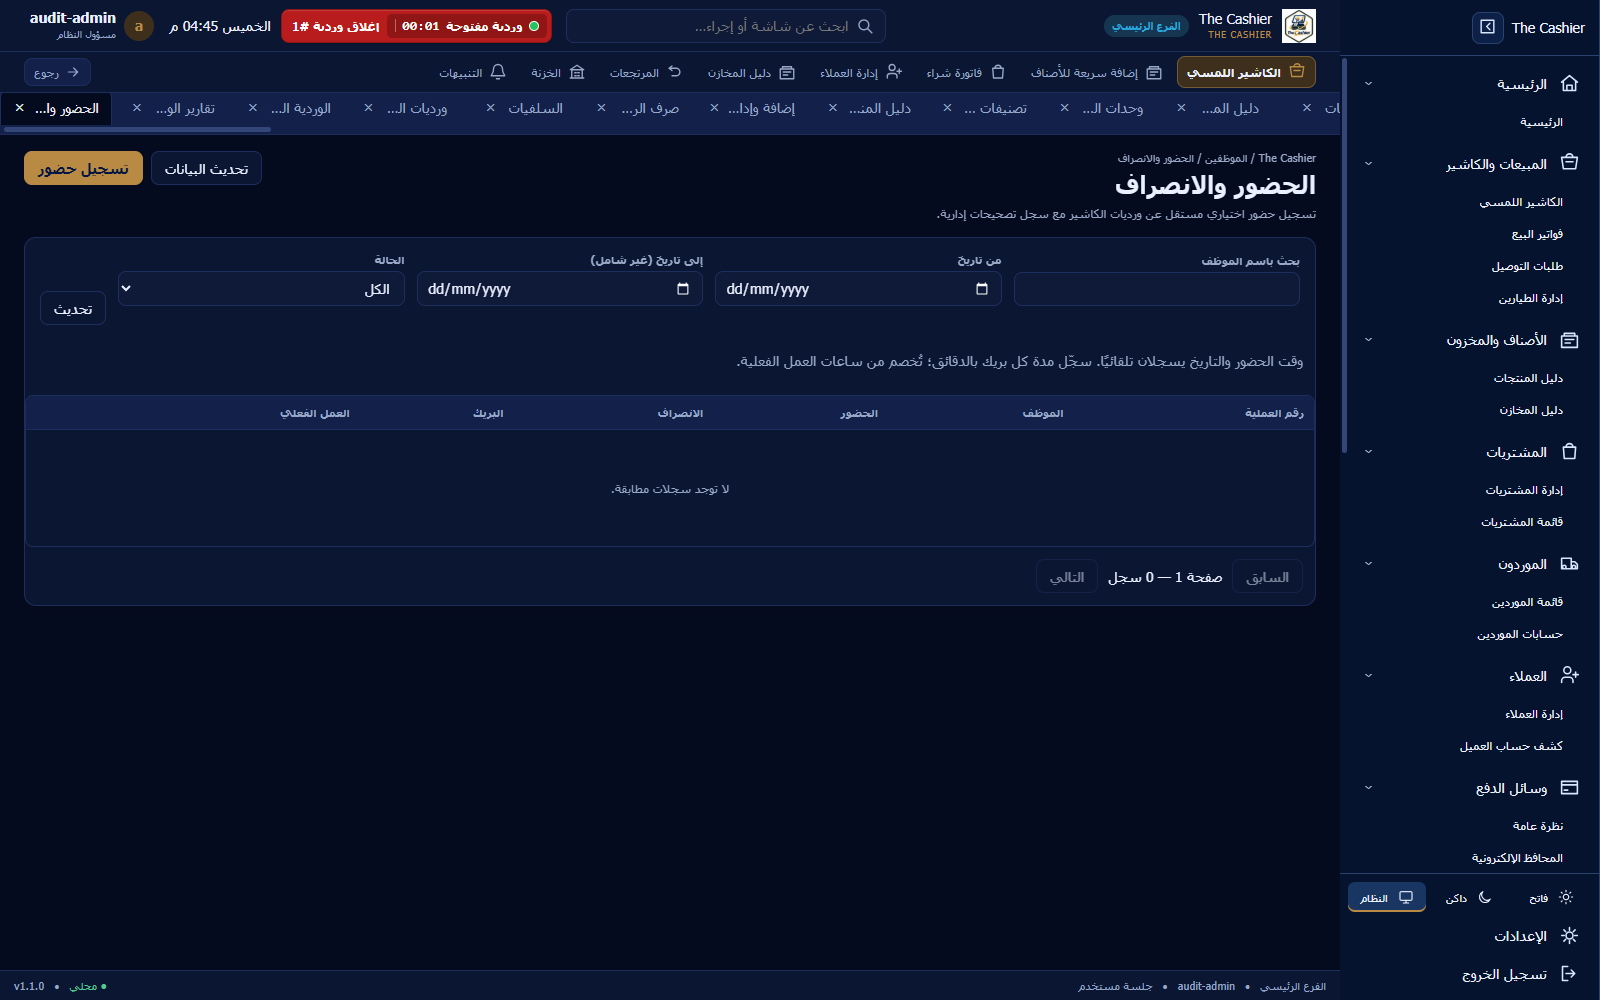 The Cashier
الرئيسية
الرئيسية
المبيعات والكاشير
الكاشير اللمسي
فواتير البيع
طلبات التوصيل
إدارة الطيارين
الأصناف والمخزون
دليل المنتجات
دليل المخازن
المشتريات
إدارة المشتريات
قائمة المشتريات
الموردون
قائمة الموردين
حسابات الموردين
العملاء
إدارة العملاء
كشف حساب العميل
وسائل الدفع
نظرة عامة
المحافظ الإلكترونية
فاتح
داكن
النظام
الإعدادات
تسجيل الخروج
The Cashier
THE CASHIER
الفرع الرئيسي
ابحث عن شاشة أو إجراء...
وردية مفتوحة 00:01 | إغلاق وردية #1
الخميس 04:45 م
a
audit-admin
مسؤول النظام
الكاشير اللمسي
إضافة سريعة للأصناف
فاتورة شراء
إدارة العملاء
دليل المخازن
المرتجعات
الخزنة
التنبيهات
رجوع
ات ×
دليل المـ... ×
وحدات الـ... ×
تصنيفات ... ×
دليل المنـ... ×
إضافة وإدا... ×
صرف الر... ×
السلفيات ×
ورديات الـ... ×
الوردية الـ... ×
تقارير الو... ×
الحضور وا... ×
The Cashier / الموظفين / الحضور والانصراف
الحضور والانصراف
تسجيل حضور اختياري مستقل عن ورديات الكاشير مع سجل تصحيحات إدارية.
تحديث البيانات
تسجيل حضور
بحث باسم الموظف
من تاريخ
dd/mm/yyyy
إلى تاريخ (غير شامل)
dd/mm/yyyy
الحالة
الكل
تحديث
وقت الحضور والتاريخ يسجلان تلقائيًا. سجّل مدة كل بريك بالدقائق؛ تُخصم من ساعات العمل الفعلية.
رقم العملية الموظف الحضور الانصراف البريك العمل الفعلي
لا توجد سجلات مطابقة.
السابق
صفحة 1 — 0 سجل
التالي
الفرع الرئيسي • audit-admin • جلسة مستخدم
محلي • v1.1.0